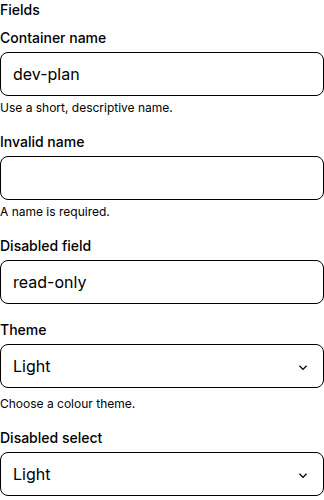 Fields
Container name
dev-plan
Use a short, descriptive name.
Invalid name
A name is required.
Disabled field
read-only
Theme
Light
Choose a colour theme.
Disabled select
Light